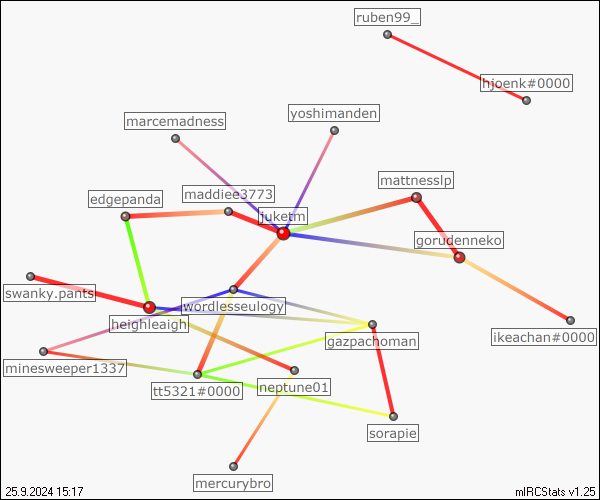 ruben99_
hjoenk#0000
marcemadness
yoshimanden
mattnesslp
maddiee3773
edgepanda
juketm
gorudenneko
swanky.pants
wordlesseulogy
beighleaigh
gazpachoman
ikeachan#0000
minesweeper1337
tt5321#0000
neptune01
sorapie
mercurybro
25.9.2024 15:17
mIRCStats v1.25